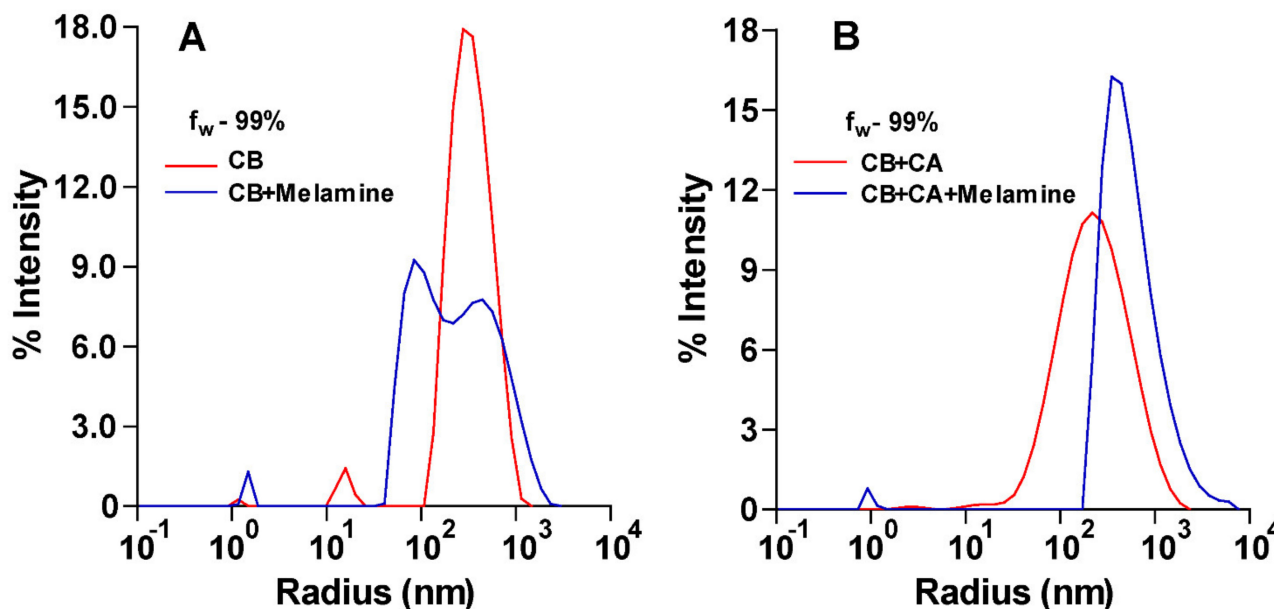 A
f_w - 99%
CB
CB+Melamine
% Intensity
18.0
15.0
12.0
9.0
6.0
3.0
0
10^-1 10^0 10^1 10^2 10^3 10^4
Radius (nm)
B
f_w - 99%
CB+CA
CB+CA+Melamine
% Intensity
18
15
12
9
6
3
0
10^-1 10^0 10^1 10^2 10^3 10^4
Radius (nm)